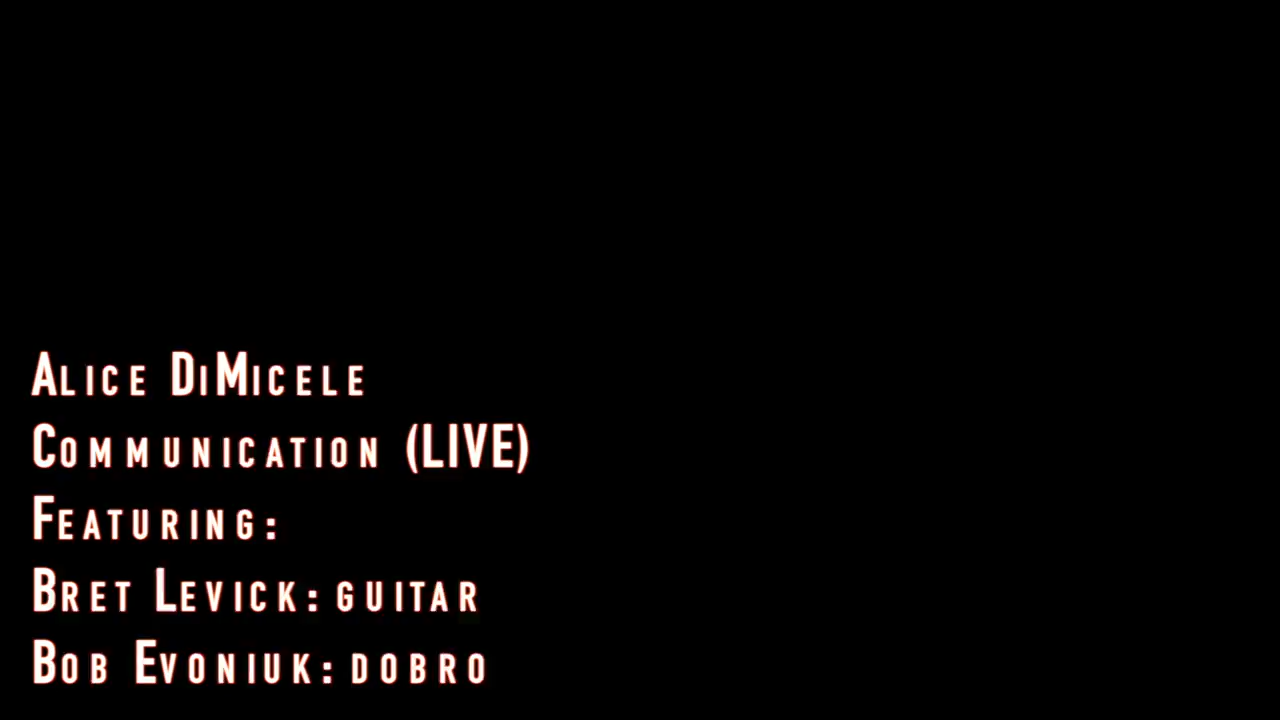 Alice DiMicele
Communication (LIVE)
Featuring:
Bret Levick: guitar
Bob Evoniuk: dobro